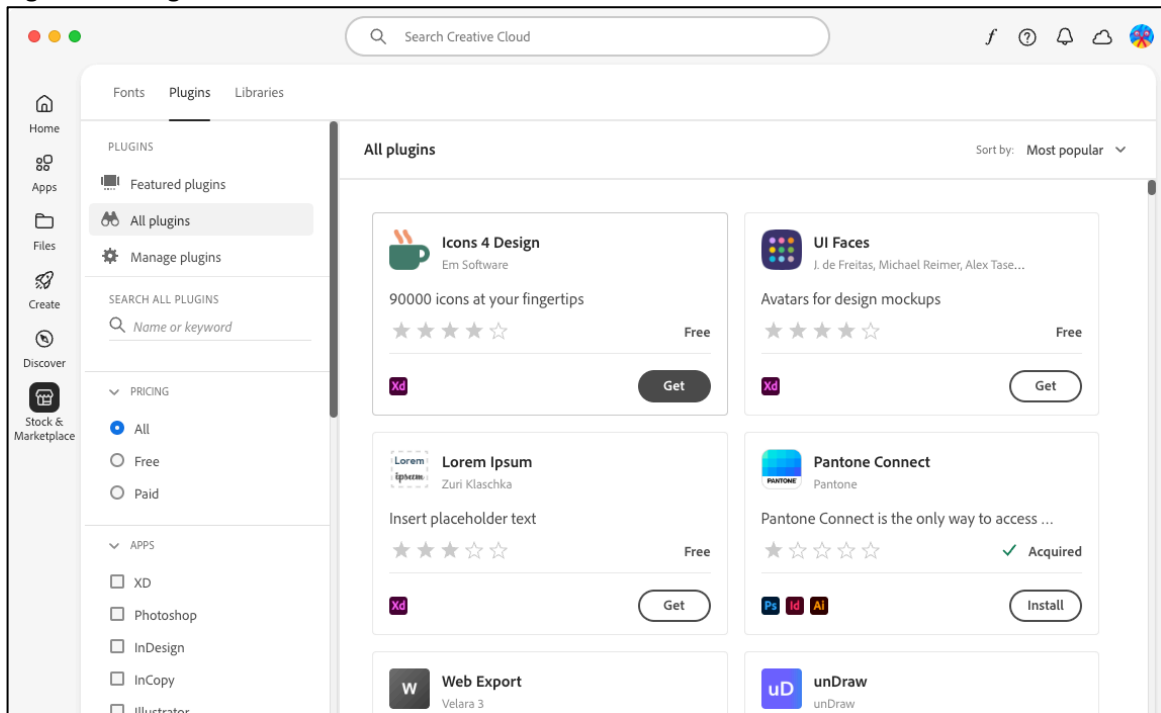 Search Creative Cloud
f
Fonts Plugins Libraries
Home
Apps
Files
Create
Discover
Stock &
Marketplace
PLUGINS
Featured plugins
All plugins
Manage plugins
SEARCH ALL PLUGINS
Name or keyword
PRICING
All
Free
Paid
APPS
XD
Photoshop
InDesign
InCopy
Illustrator
All plugins
Sort by: Most popular
Icons 4 Design
Em Software
90000 icons at your fingertips
Free
Xd
Get
UI Faces
J. de Freitas, Michael Reimer, Alex Tase...
Avatars for design mockups
Free
Xd
Get
Lorem
ipsum
Lorem Ipsum
Zuri Klaschka
Insert placeholder text
Free
Xd
Get
PANTONE
Pantone Connect
Pantone
Pantone Connect is the only way to access ...
Acquired
Ps Id Ai
Install
W
Web Export
Velara 3
uD
unDraw
unDraw